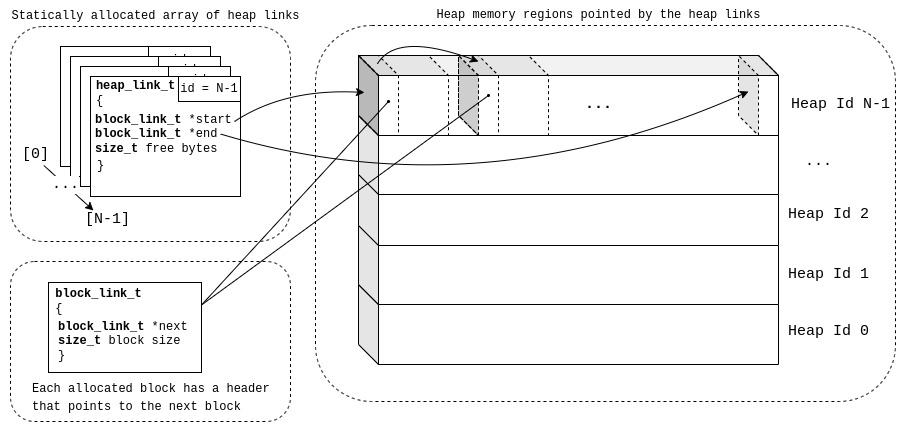 Statically allocated array of heap links
heap_link_t
id = N-1
{
block_link_t *start
block_link_t *end
size_t free bytes
}
[0]
...
[N-1]
block_link_t
{
block_link_t *next
size_t block size
}
Each allocated block has a header
that points to the next block
Heap memory regions pointed by the heap links
...
Heap Id N-1
...
Heap Id 2
Heap Id 1
Heap Id 0